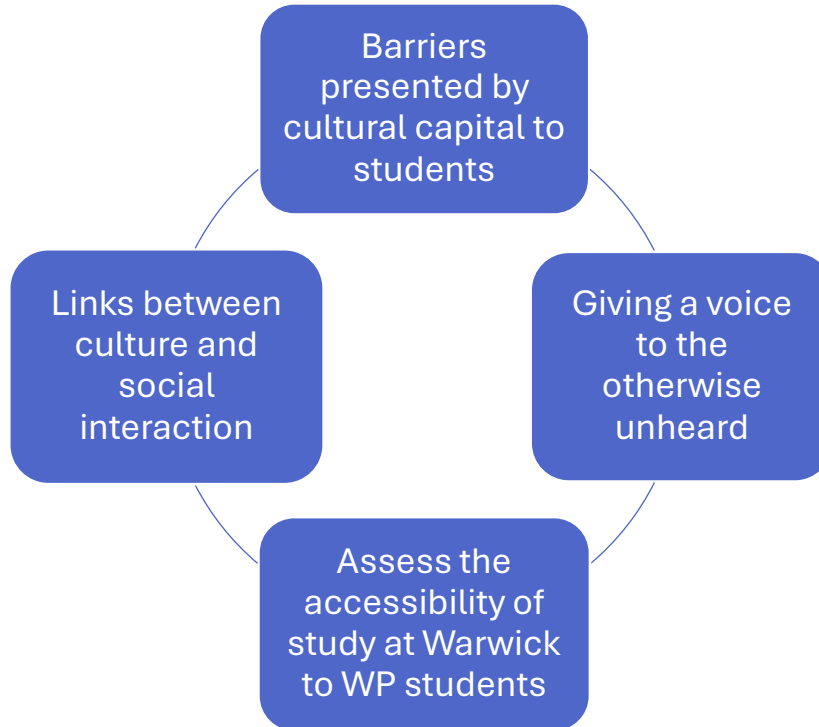 Barriers
presented by
cultural capital to
students
Giving a voice
to the
otherwise
unheard
Assess the
accessibility of
study at Warwick
to WP students
Links between
culture and
social
interaction